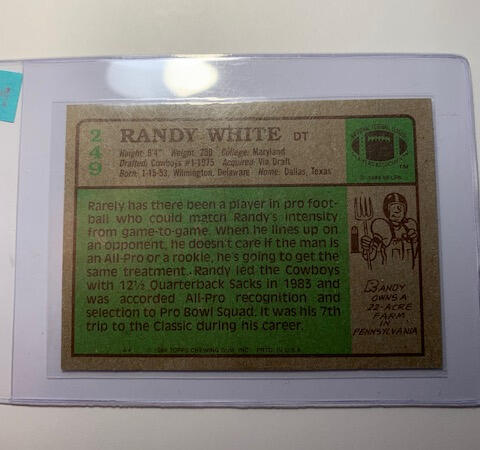 249
RANDY WHITE DT
Height: 6'4" Weight: 250 College: Maryland
Drafted: Cowboys #1-1975 Acquired: Via Draft
Born: 1-15-53, Wilmington, Delaware Home: Dallas, Texas
Rarely has there been a player in pro foot-
ball who could match Randy's intensity
from game-to-game. When he lines up on
an opponent, he doesn't care if the man is
an All-Pro or a rookie, he's going to get the
same treatment. Randy led the Cowboys
with 12½ Quarterback Sacks in 1983 and
was accorded All-Pro recognition and
selection to Pro Bowl Squad. It was his 7th
trip to the Classic during his career.
RANDY
OWNS A
22-ACRE
FARM
IN
PENNSYLVANIA
© 1984 TOPPS CHEWING GUM, INC. PRTD. IN U.S.A.